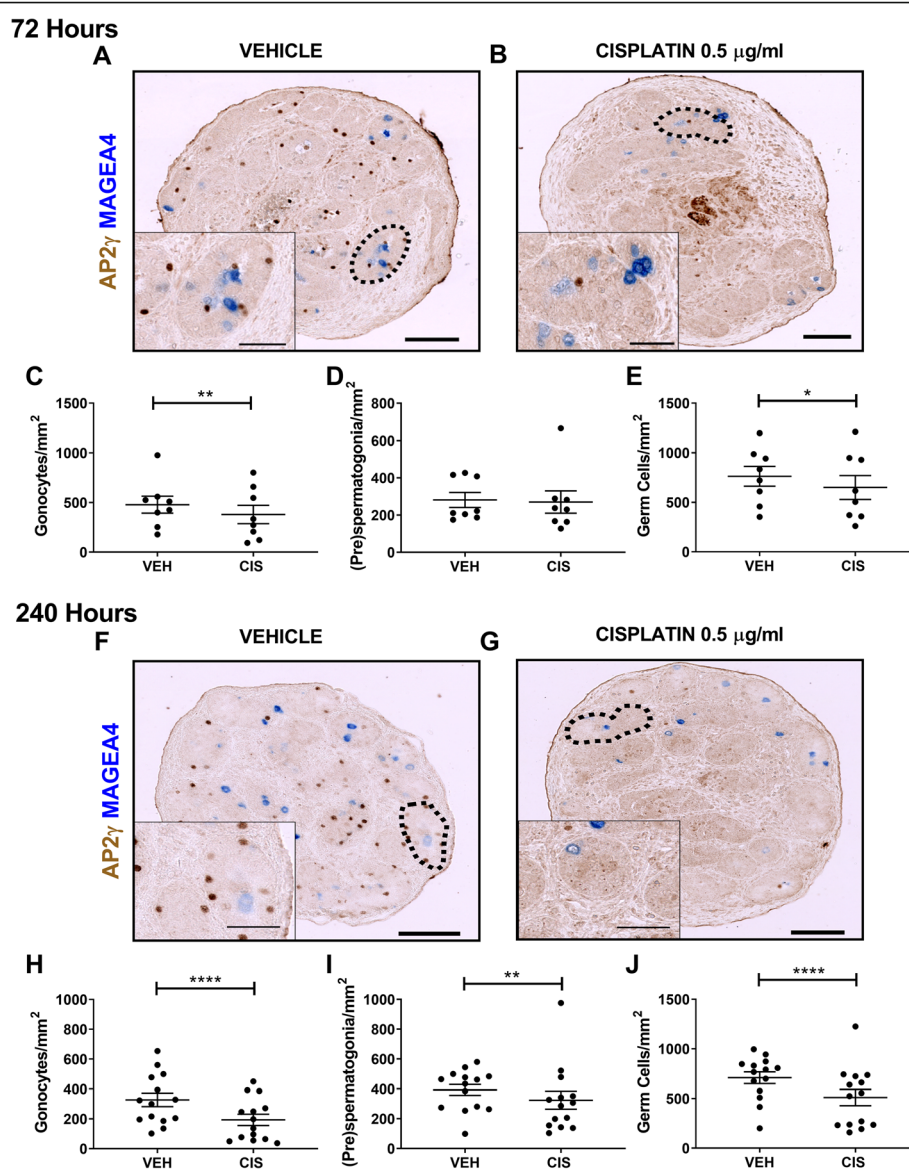 72 Hours
A VEHICLE
B CISPLATIN 0.5 μg/ml
AP2γ MAGEA4
C
Gonocytes/mm2
1500
1000
500
0
**
VEH CIS
D
(Pre)spermatogonia/mm2
800
600
400
200
0
VEH CIS
E
Germ Cells/mm2
1500
1000
500
0
*
VEH CIS
240 Hours
F VEHICLE
G CISPLATIN 0.5 μg/ml
AP2γ MAGEA4
H
Gonocytes/mm2
1000
800
600
400
200
0
****
VEH CIS
I
(Pre)spermatogonia/mm2
1000
800
600
400
200
0
**
VEH CIS
J
Germ Cells/mm2
1500
1000
500
0
****
VEH CIS